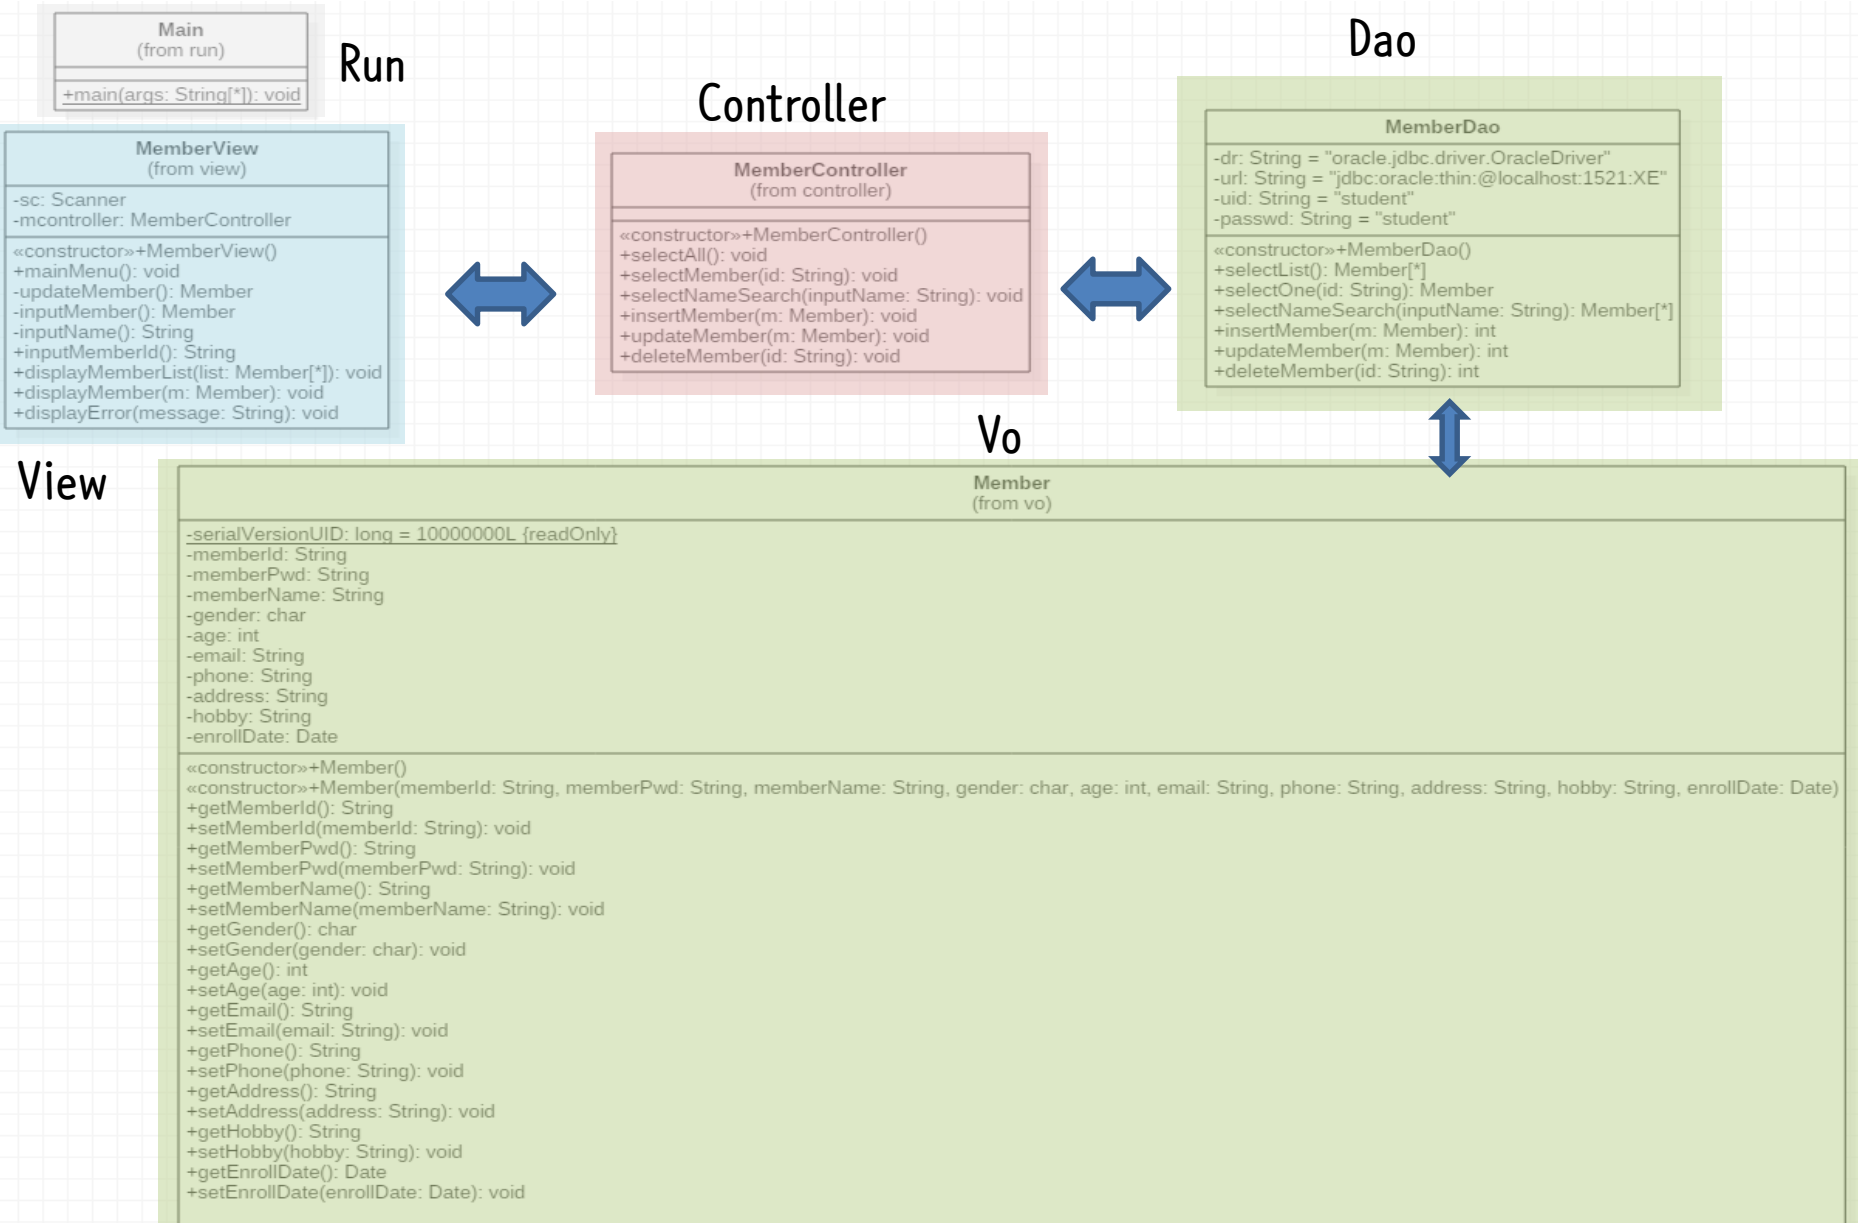 Main
(from run)
+main(args: String[*]): void
Run
MemberView
(from view)
-sc: Scanner
-mcontroller: MemberController
«constructor»+MemberView()
+mainMenu(): void
-updateMember(): Member
-inputMember(): Member
-inputName(): String
+inputMemberId(): String
+displayMemberList(list: Member[*]): void
+displayMember(m: Member): void
+displayError(message: String): void
View
Controller
MemberController
(from controller)
«constructor»+MemberController()
+selectAll(): void
+selectMember(id: String): void
+selectNameSearch(inputName: String): void
+insertMember(m: Member): void
+updateMember(m: Member): void
+deleteMember(id: String): void
Dao
MemberDao
-dr: String = "oracle.jdbc.driver.OracleDriver"
-url: String = "jdbc:oracle:thin:@localhost:1521:XE"
-uid: String = "student"
-passwd: String = "student"
«constructor»+MemberDao()
+selectList(): Member[*]
+selectOne(id: String): Member
+selectNameSearch(inputName: String): Member[*]
+insertMember(m: Member): int
+updateMember(m: Member): int
+deleteMember(id: String): int
Vo
Member
(from vo)
-serialVersionUID: long = 10000000L {readOnly}
-memberId: String
-memberPwd: String
-memberName: String
-gender: char
-age: int
-email: String
-phone: String
-address: String
-hobby: String
-enrollDate: Date
«constructor»+Member()
«constructor»+Member(memberId: String, memberPwd: String, memberName: String, gender: char, age: int, email: String, phone: String, address: String, hobby: String, enrollDate: Date)
+getMemberId(): String
+setMemberId(memberId: String): void
+getMemberPwd(): String
+setMemberPwd(memberPwd: String): void
+getMemberName(): String
+setMemberName(memberName: String): void
+getGender(): char
+setGender(gender: char): void
+getAge(): int
+setAge(age: int): void
+getEmail(): String
+setEmail(email: String): void
+getPhone(): String
+setPhone(phone: String): void
+getAddress(): String
+setAddress(address: String): void
+getHobby(): String
+setHobby(hobby: String): void
+getEnrollDate(): Date
+setEnrollDate(enrollDate: Date): void